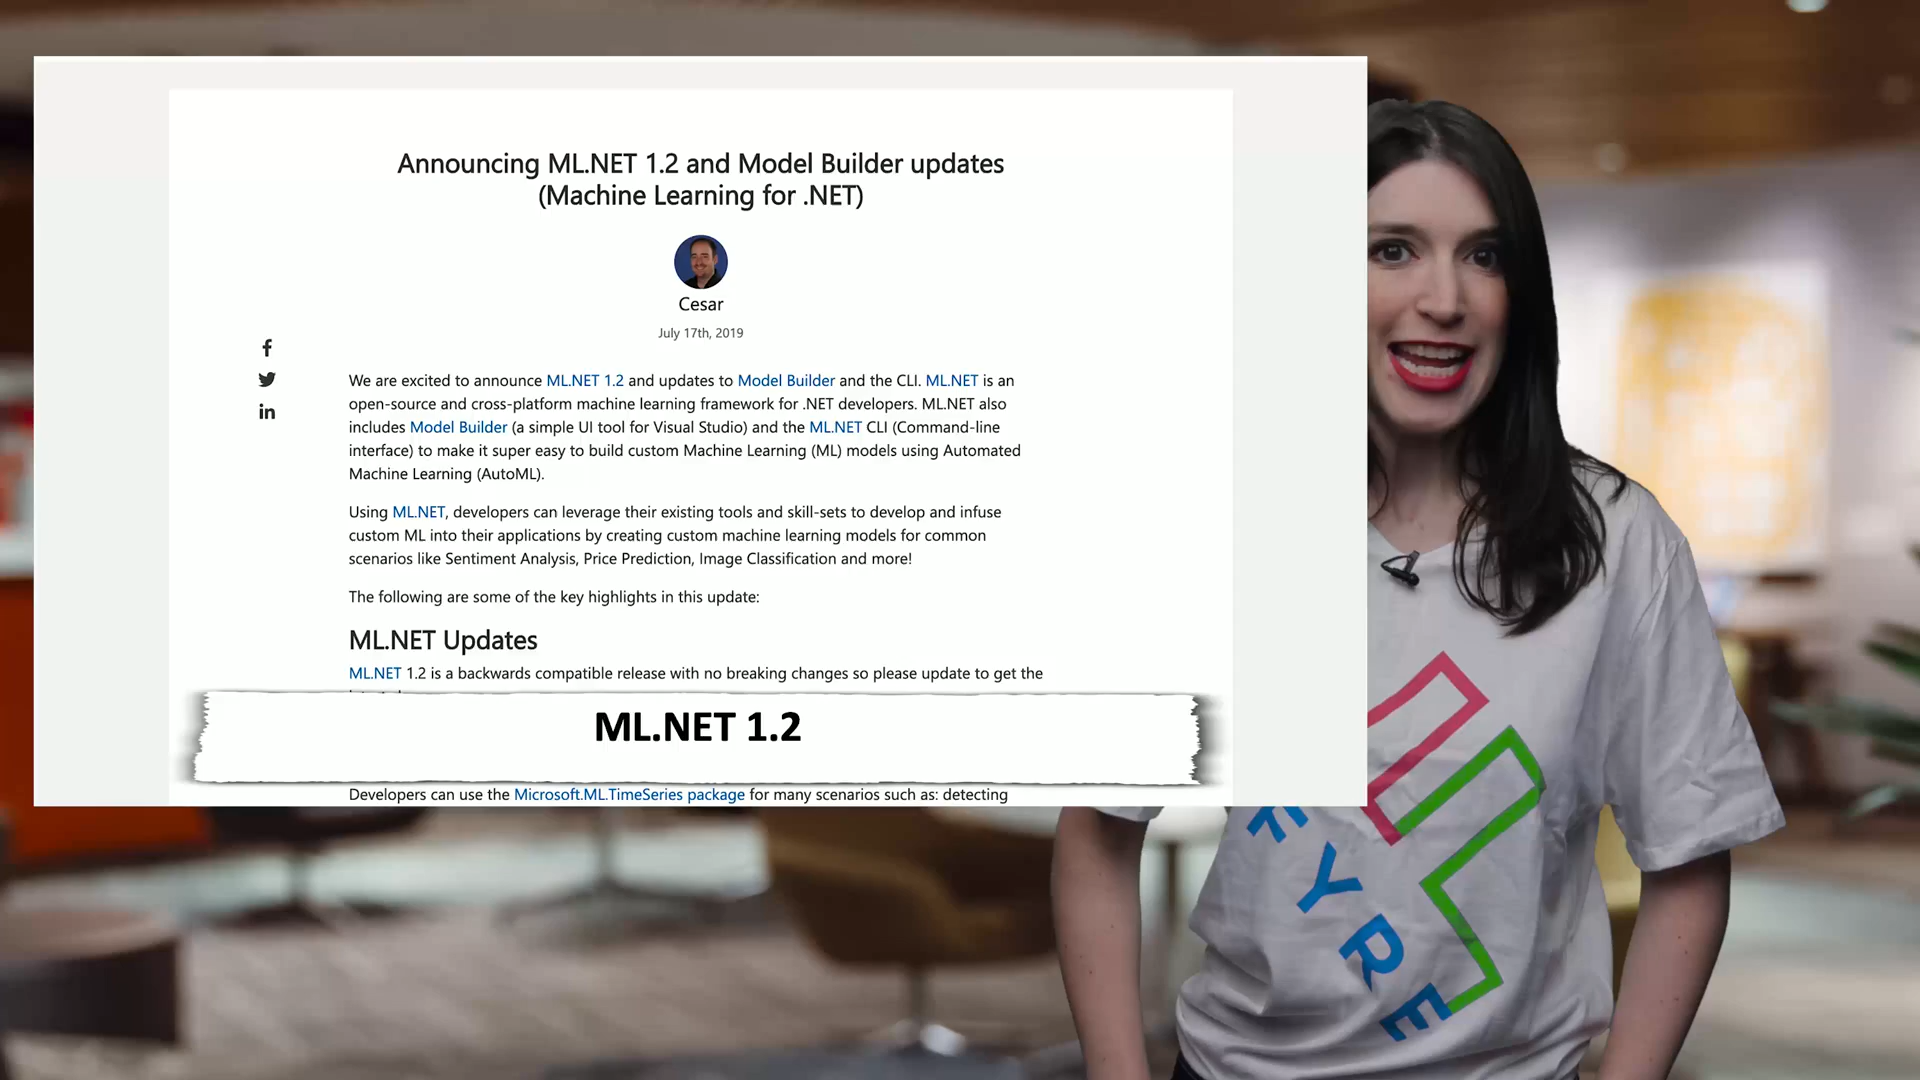 Announcing ML.NET 1.2 and Model Builder updates
(Machine Learning for .NET)
Cesar
July 17th, 2019
We are excited to announce ML.NET 1.2 and updates to Model Builder and the CLI. ML.NET is an
open-source and cross-platform machine learning framework for .NET developers. ML.NET also
includes Model Builder (a simple UI tool for Visual Studio) and the ML.NET CLI (Command-line
interface) to make it super easy to build custom Machine Learning (ML) models using Automated
Machine Learning (AutoML).
Using ML.NET, developers can leverage their existing tools and skill-sets to develop and infuse
custom ML into their applications by creating custom machine learning models for common
scenarios like Sentiment Analysis, Price Prediction, Image Classification and more!
The following are some of the key highlights in this update:
ML.NET Updates
ML.NET 1.2 is a backwards compatible release with no breaking changes so please update to get the
ML.NET 1.2
Developers can use the Microsoft.ML.TimeSeries package for many scenarios such as: detecting
FYRE